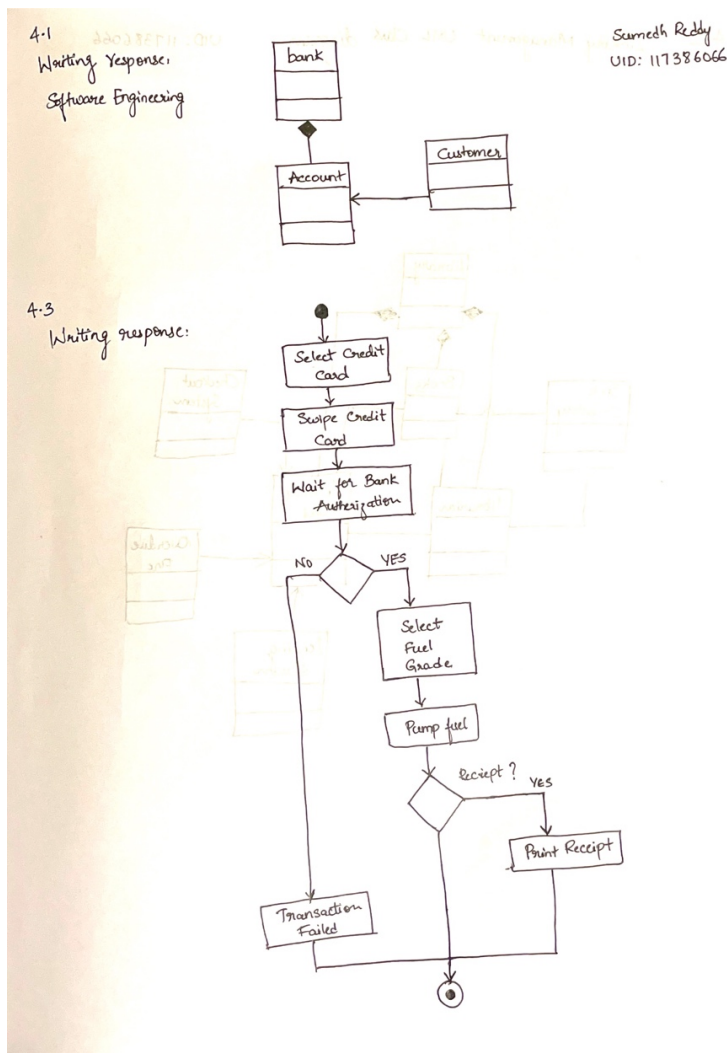 4.1
Writing response:
Software Engineering
Sumedh Reddy
UID: 117386066
bank
Account
Customer
4.3
Writing response:
Select Credit
Card
Swipe Credit
Card
Wait for Bank
Autherization
NO
YES
Select
Fuel
Grade
Pump fuel
Reciept ?
YES
Print Receipt
Transaction
Failed